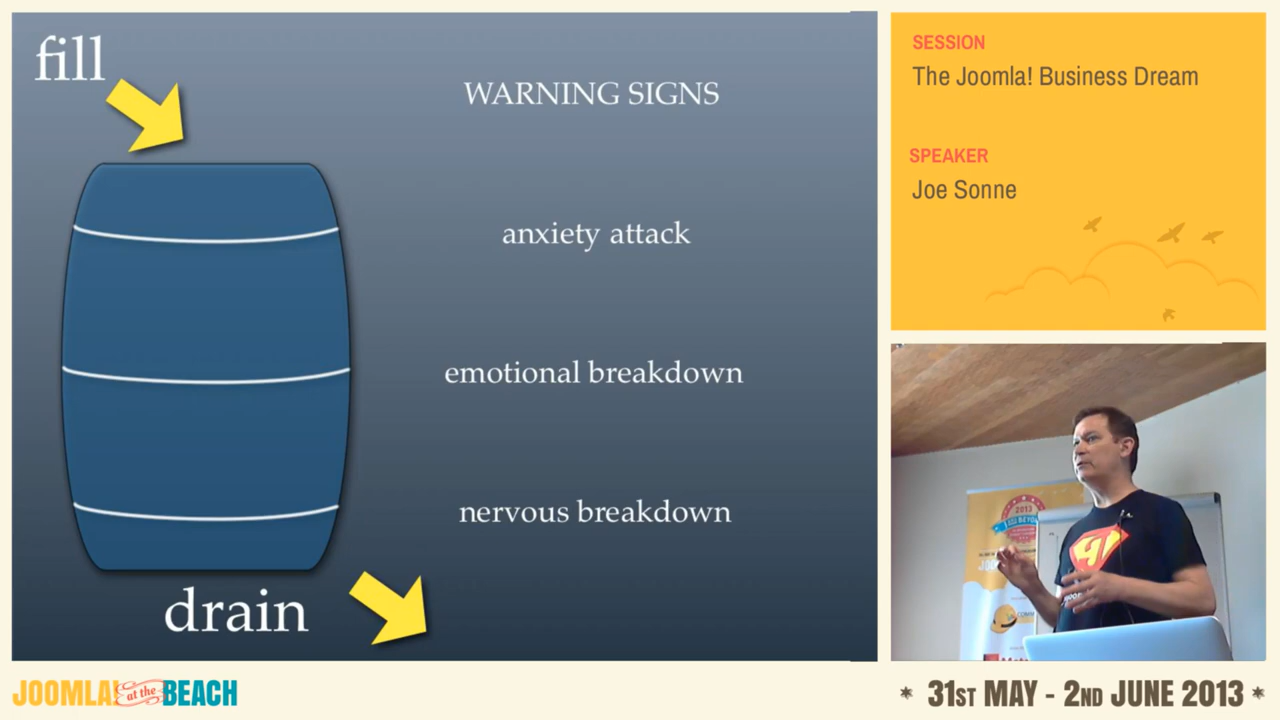 fill
WARNING SIGNS
anxiety attack
emotional breakdown
nervous breakdown
drain
SESSION
The Joomla! Business Dream
SPEAKER
Joe Sonne
2013
JOOMLA! at the BEACH
* 31ST MAY - 2ND JUNE 2013 *